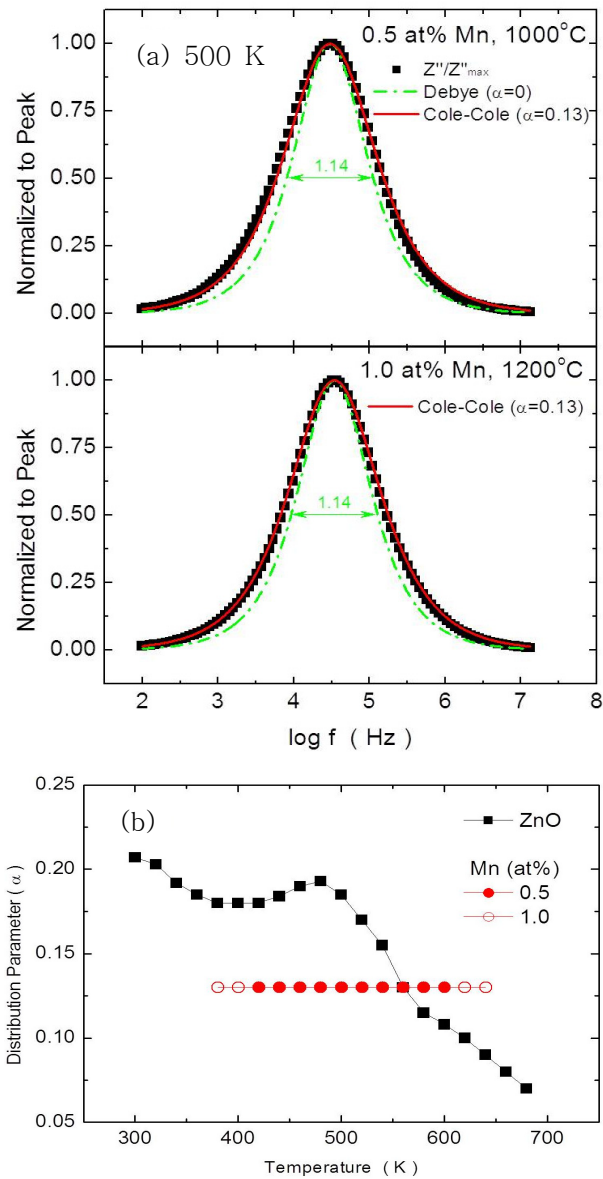 (a) 500 K
0.5 at% Mn, 1000°C
Z"/Z"max
Debye (α=0)
Cole-Cole (α=0.13)
1.14
Normalized to Peak
1.00
0.75
0.50
0.25
0.00
1.0 at% Mn, 1200°C
Cole-Cole (α=0.13)
1.14
Normalized to Peak
1.00
0.75
0.50
0.25
0.00
2 3 4 5 6 7 8
log f ( Hz )
(b)
ZnO
Mn (at%)
0.5
1.0
Distribution Parameter ( α )
0.25
0.20
0.15
0.10
0.05
300 400 500 600 700
Temperature ( K )